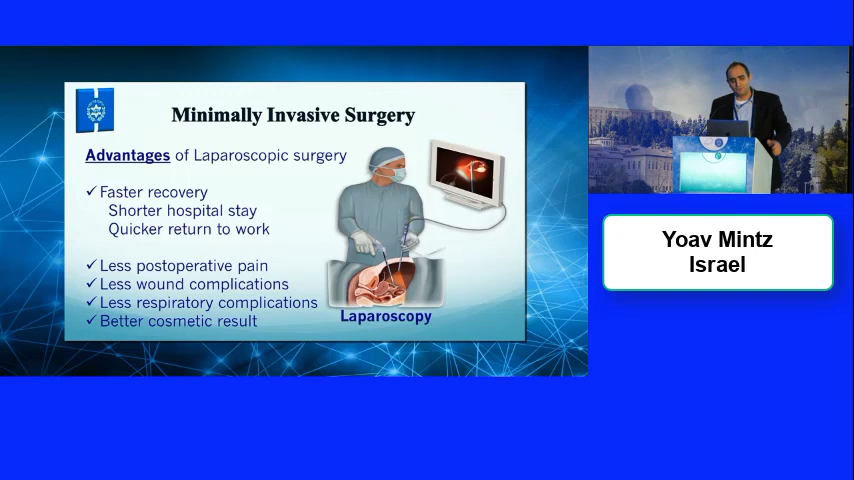 Minimally Invasive Surgery
Advantages of Laparoscopic surgery
✓ Faster recovery
Shorter hospital stay
Quicker return to work
✓ Less postoperative pain
✓ Less wound complications
✓ Less respiratory complications
✓ Better cosmetic result
Laparoscopy
Yoav Mintz
Israel